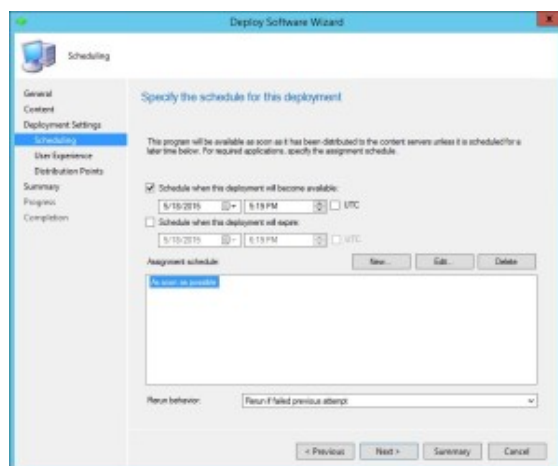 Deploy Software Wizard
Scheduling
General
Content
Deployment Settings
Scheduling
User Experience
Distribution Points
Summary
Progress
Completion
Specify the schedule for this deployment
This program will be available as soon as it has been distributed to the content servers unless it is scheduled for a
later time below. For required applications, specify the assignment schedule.
Schedule when this deployment will become available:
5/18/2015 5:19 PM UTC
Schedule when this deployment will expire:
5/18/2015 5:19 PM UTC
Assignment schedule: New... Edit... Delete
As soon as possible
Rerun behavior: Rerun if failed previous attempt
< Previous Next > Summary Cancel